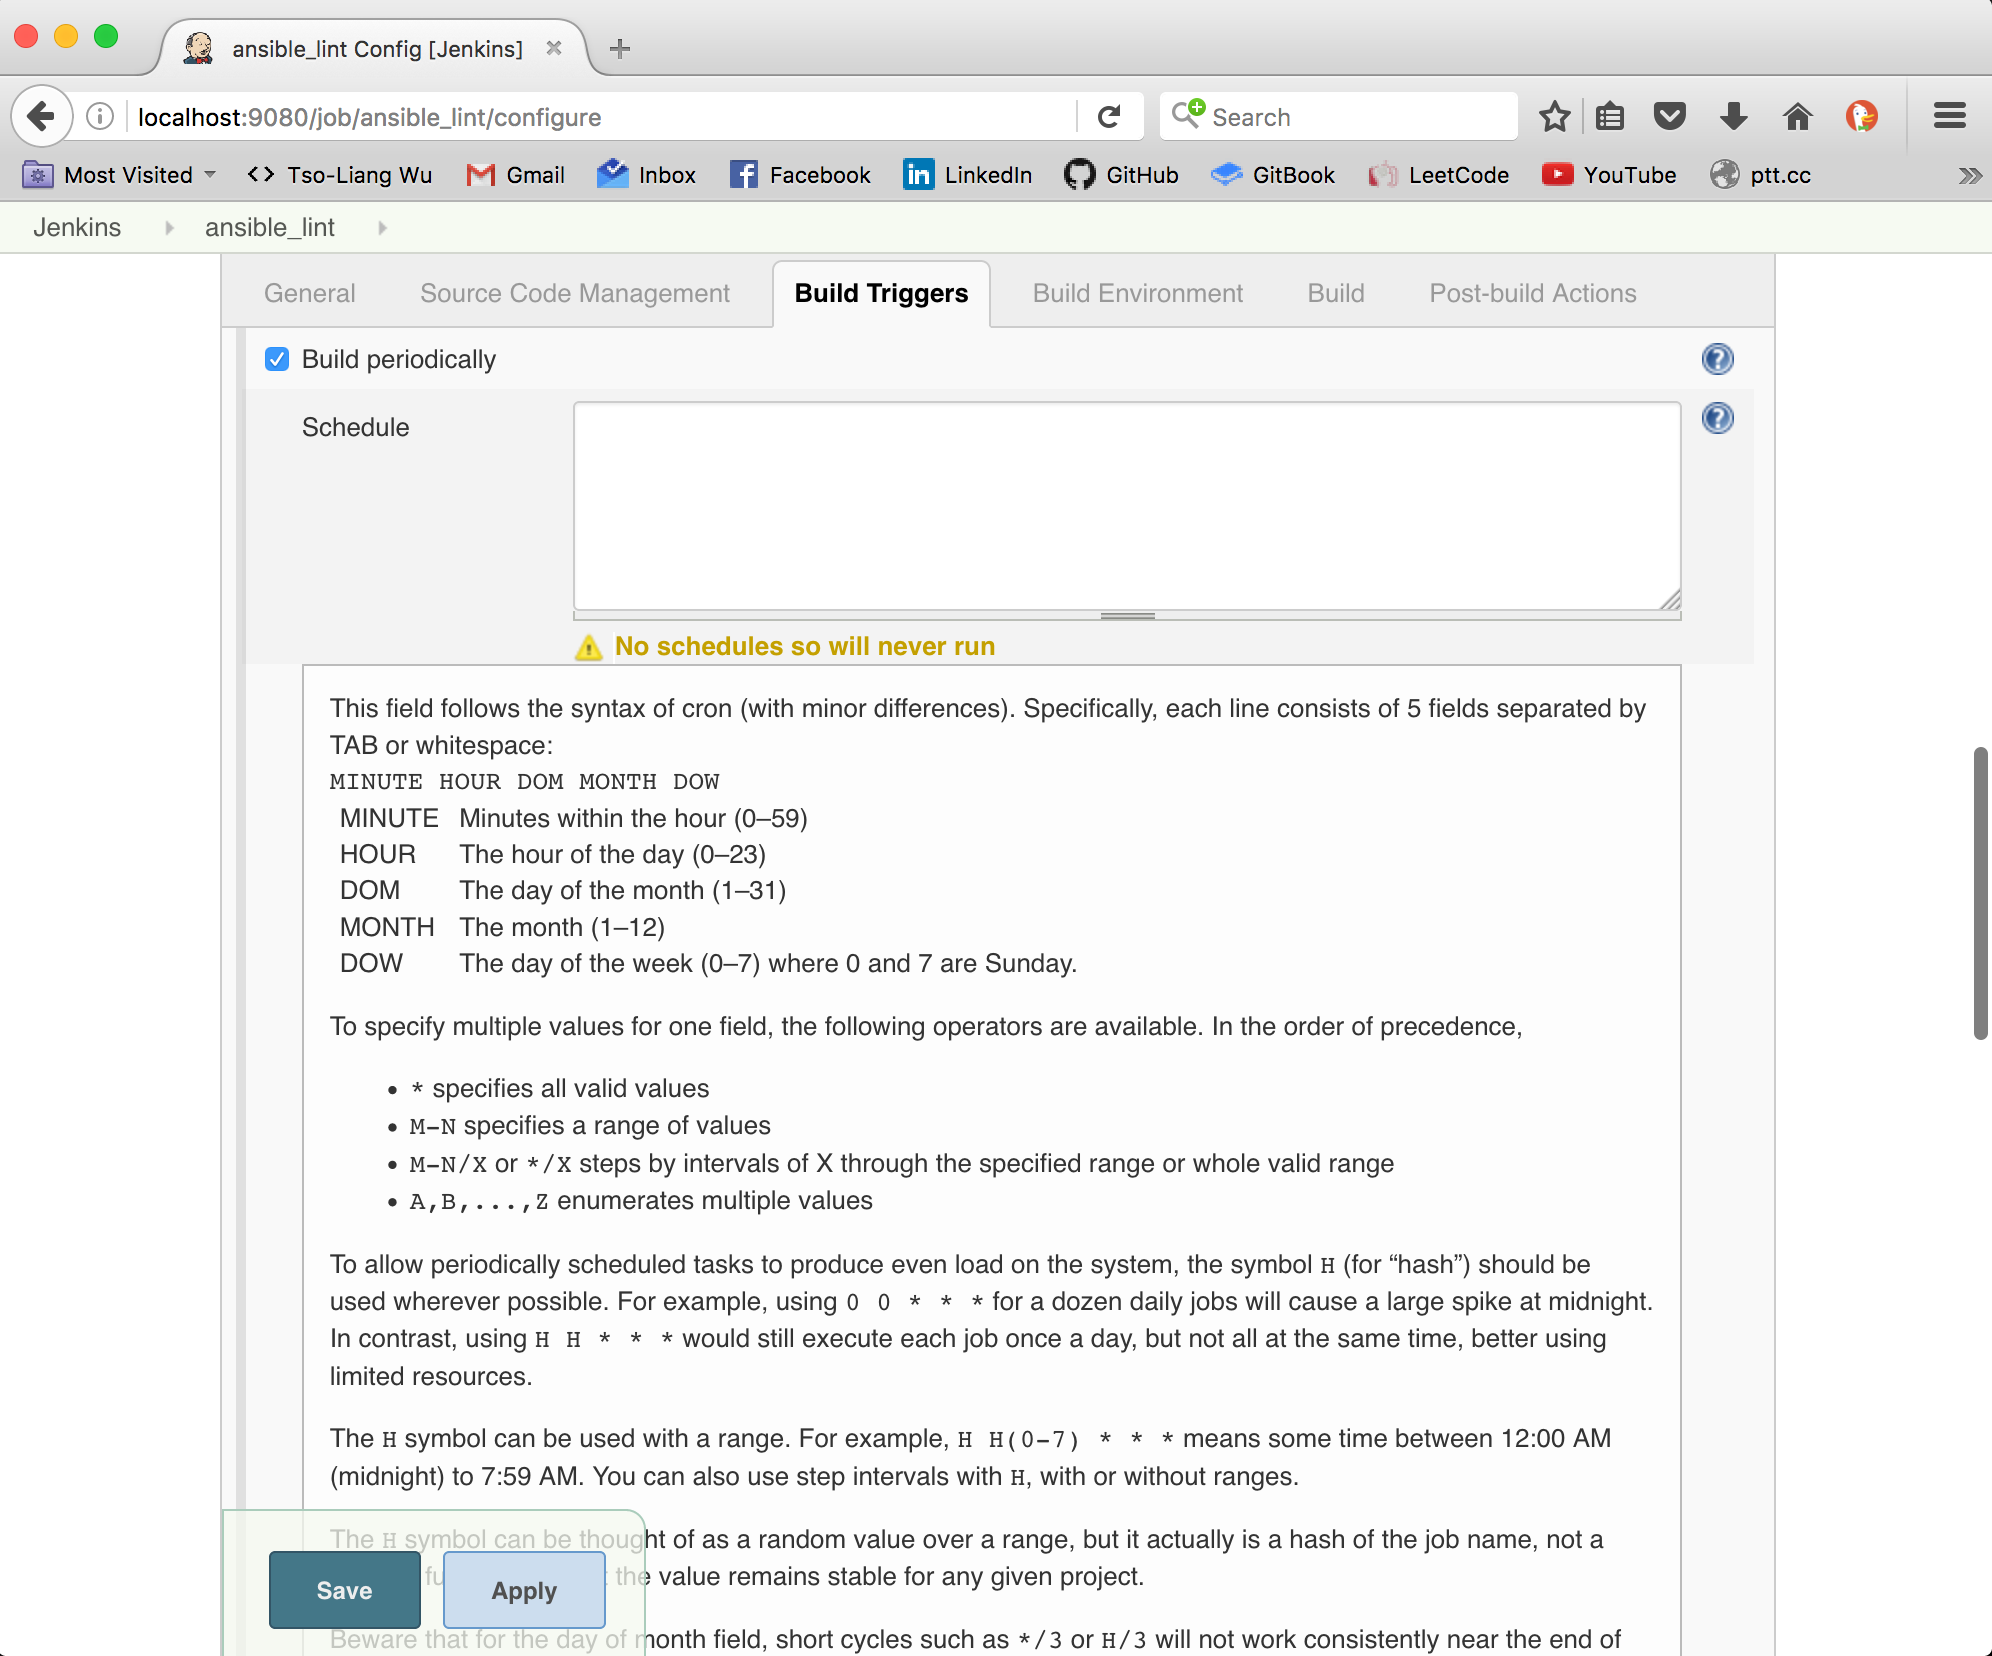 ansible_lint Config [Jenkins]
localhost:9080/job/ansible_lint/configure
Search
Most Visited
Tso-Liang Wu
Gmail
Inbox
Facebook
LinkedIn
GitHub
GitBook
LeetCode
YouTube
ptt.cc
Jenkins
ansible_lint
General
Source Code Management
Build Triggers
Build Environment
Build
Post-build Actions
Build periodically
Schedule
No schedules so will never run
This field follows the syntax of cron (with minor differences). Specifically, each line consists of 5 fields separated by
TAB or whitespace:
MINUTE HOUR DOM MONTH DOW
MINUTE Minutes within the hour (0–59)
HOUR The hour of the day (0–23)
DOM The day of the month (1–31)
MONTH The month (1–12)
DOW The day of the week (0–7) where 0 and 7 are Sunday.
To specify multiple values for one field, the following operators are available. In the order of precedence,
• * specifies all valid values
• M-N specifies a range of values
• M-N/X or */X steps by intervals of X through the specified range or whole valid range
• A,B,...,Z enumerates multiple values
To allow periodically scheduled tasks to produce even load on the system, the symbol H (for “hash”) should be
used wherever possible. For example, using 0 0 * * * for a dozen daily jobs will cause a large spike at midnight.
In contrast, using H H * * * would still execute each job once a day, but not all at the same time, better using
limited resources.
The H symbol can be used with a range. For example, H H(0-7) * * * means some time between 12:00 AM
(midnight) to 7:59 AM. You can also use step intervals with H, with or without ranges.
The H symbol can be thought of as a random value over a range, but it actually is a hash of the job name, not a
the value remains stable for any given project.
Save
Apply
Beware that for the day of month field, short cycles such as */3 or H/3 will not work consistently near the end of